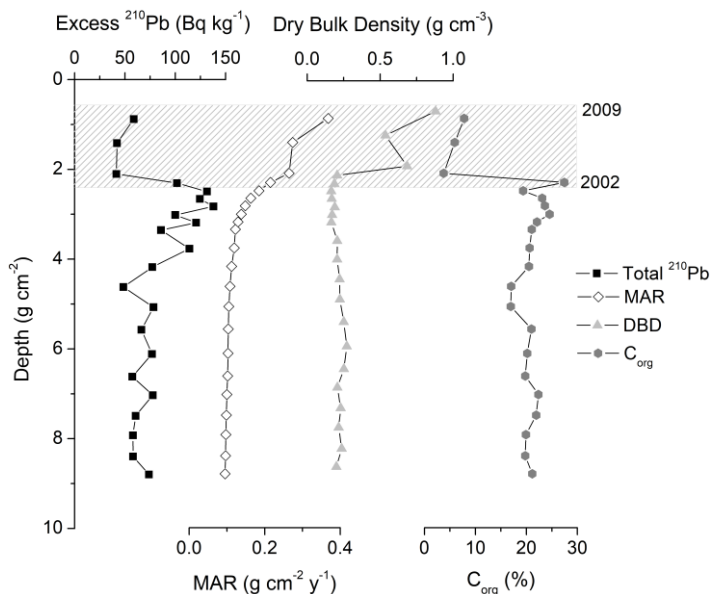 Excess ²¹⁰Pb (Bq kg⁻¹) Dry Bulk Density (g cm⁻³)
0 50 100 150 0.0 0.5 1.0
0
2009
2
2002
4
Total ²¹⁰Pb
MAR
DBD
C_org
Depth (g cm⁻²)
6
8
10
0.0 0.2 0.4 0 10 20 30
MAR (g cm⁻² y⁻¹) C_org (%)